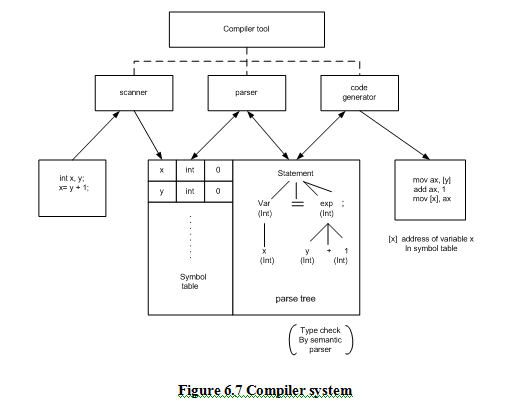 Compiler tool
scanner
parser
code
generator
int x, y;
x= y + 1;
x int 0
y int 0
Symbol
table
Statement
Var = exp ;
(Int) (Int)
x y + 1
(Int) (Int) (Int)
parse tree
mov ax, [y]
add ax, 1
mov [x], ax
[x] address of variable x
In symbol table
Type check
By semantic
parser
Figure 6.7 Compiler system